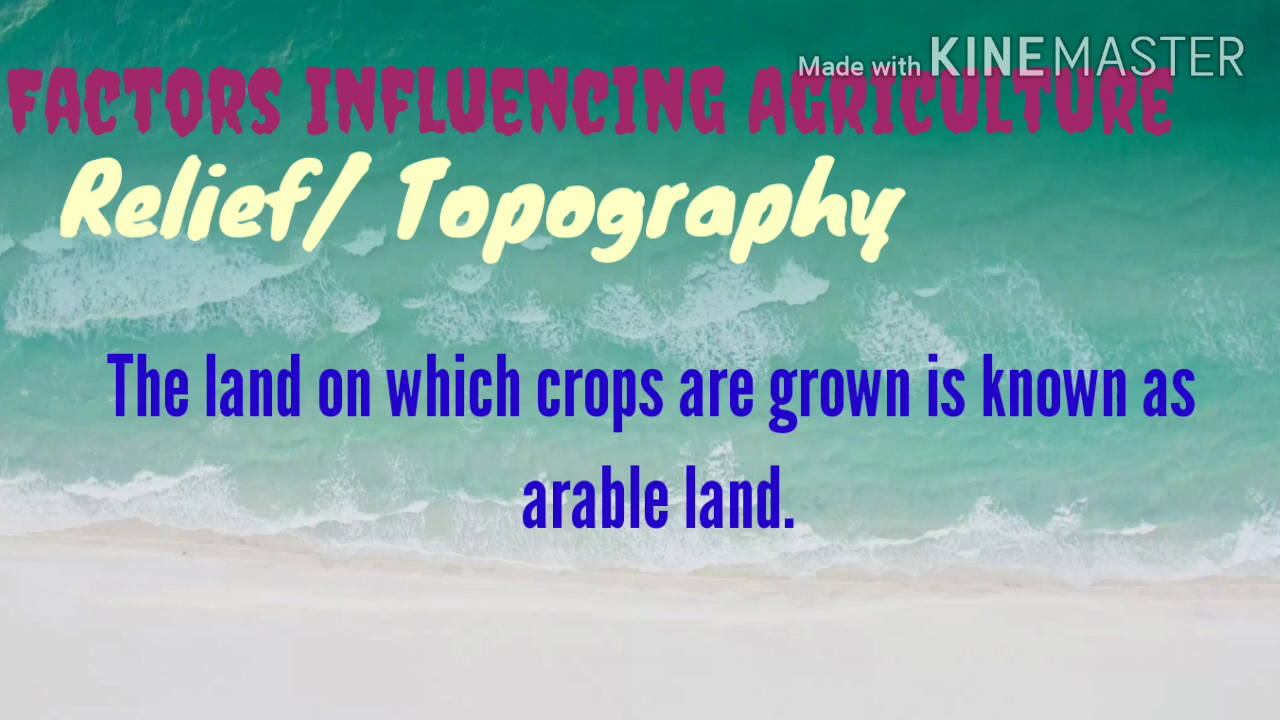 Made with KINEMASTER
FACTORS INFLUENCING AGRICULTURE
Relief/ Topography
The land on which crops are grown is known as
arable land.